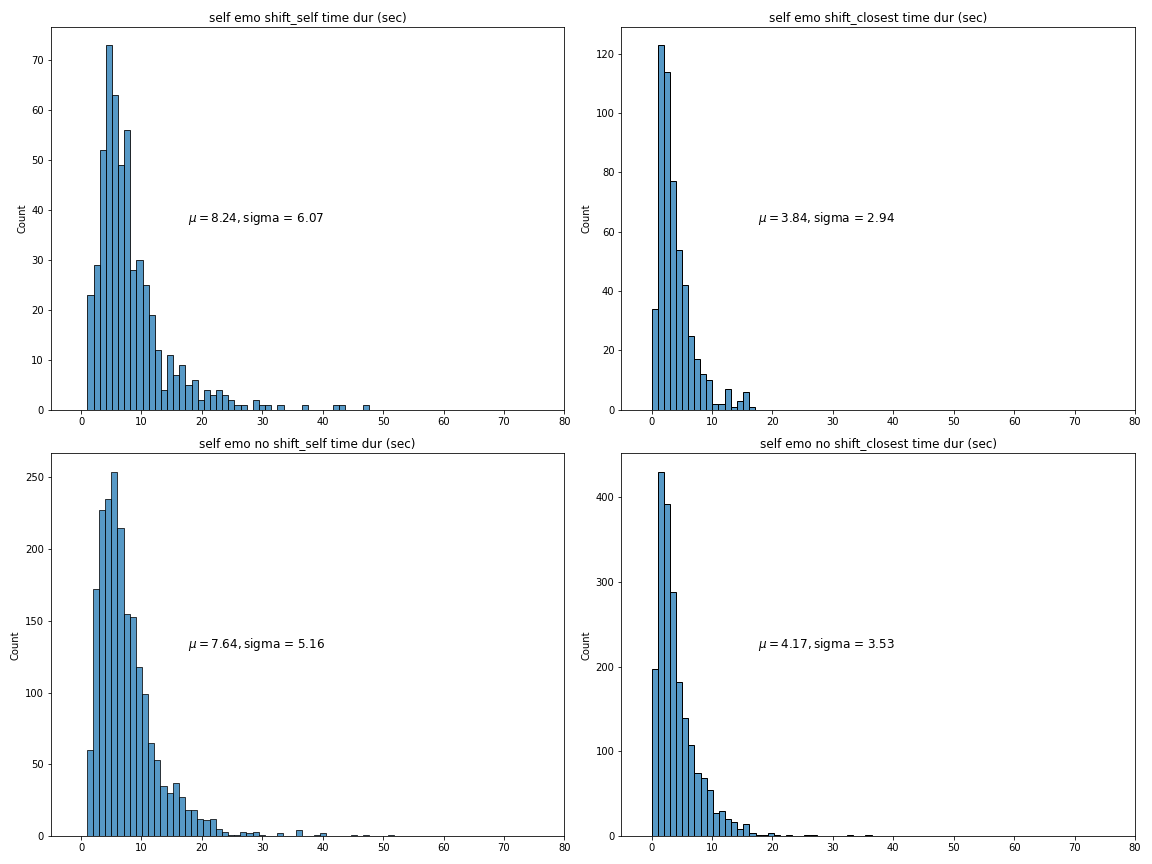 self emo shift_self time dur (sec)
Count
70
60
50
40
30
20
10
0
μ = 8.24, sigma = 6.07
0 10 20 30 40 50 60 70 80
self emo shift_closest time dur (sec)
Count
120
100
80
60
40
20
0
μ = 3.84, sigma = 2.94
0 10 20 30 40 50 60 70 80
self emo no shift_self time dur (sec)
Count
250
200
150
100
50
0
μ = 7.64, sigma = 5.16
0 10 20 30 40 50 60 70 80
self emo no shift_closest time dur (sec)
Count
400
300
200
100
0
μ = 4.17, sigma = 3.53
0 10 20 30 40 50 60 70 80